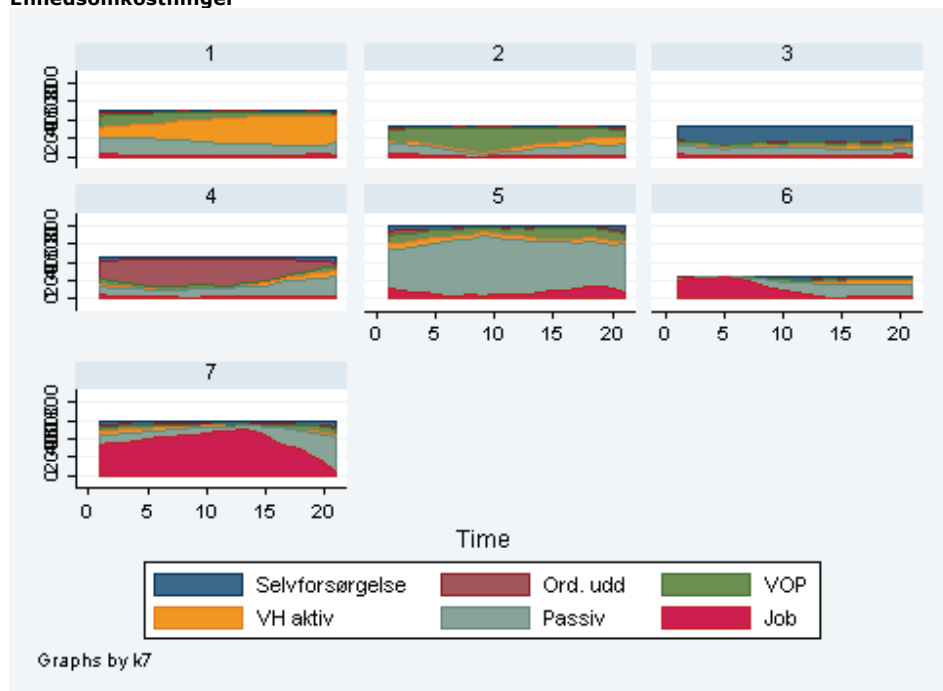 Enhedsomkostninger
1 2 3
4 5 6
0 5 10 15 20 0 5 10 15 20
7
0 5 10 15 20
Time
Selvforsørgelse Ord. udd VOP
VH aktiv Passiv Job
Graphs by k7